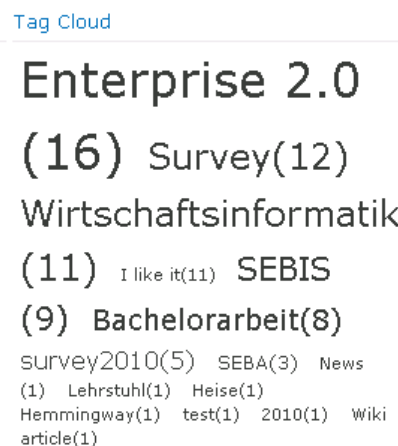 Tag Cloud
Enterprise 2.0
(16) Survey(12)
Wirtschaftsinformatik
(11) I like it(11) SEBIS
(9) Bachelorarbeit(8)
survey2010(5) SEBA(3) News
(1) Lehrstuhl(1) Heise(1)
Hemmingway(1) test(1) 2010(1) Wiki
article(1)